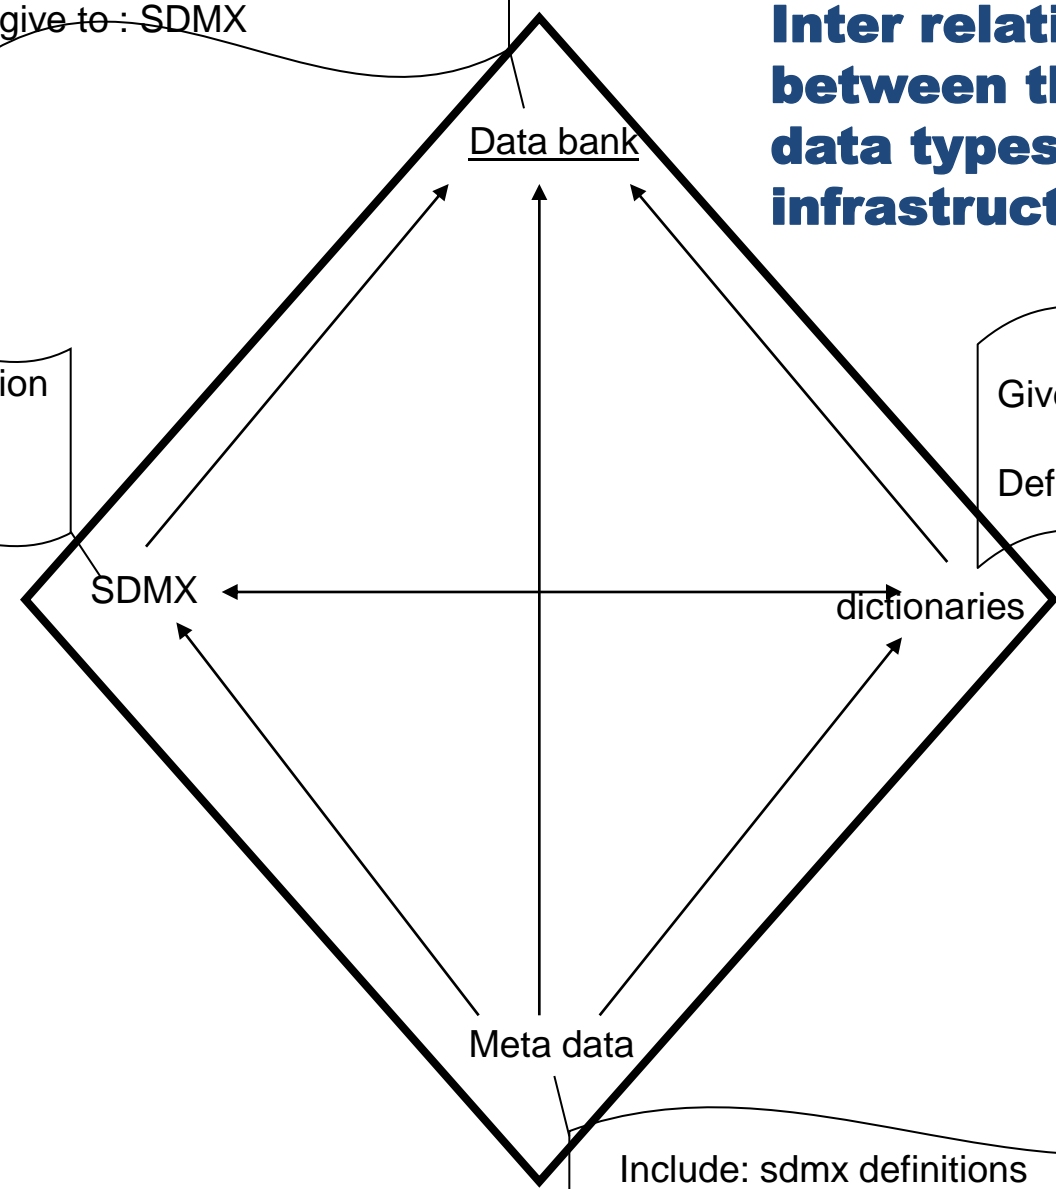 give to : SDMX
Inter relati
between th
data types
infrastruct
Data bank
ion
Give
Def
SDMX
dictionaries
Meta data
Include: sdmx definitions